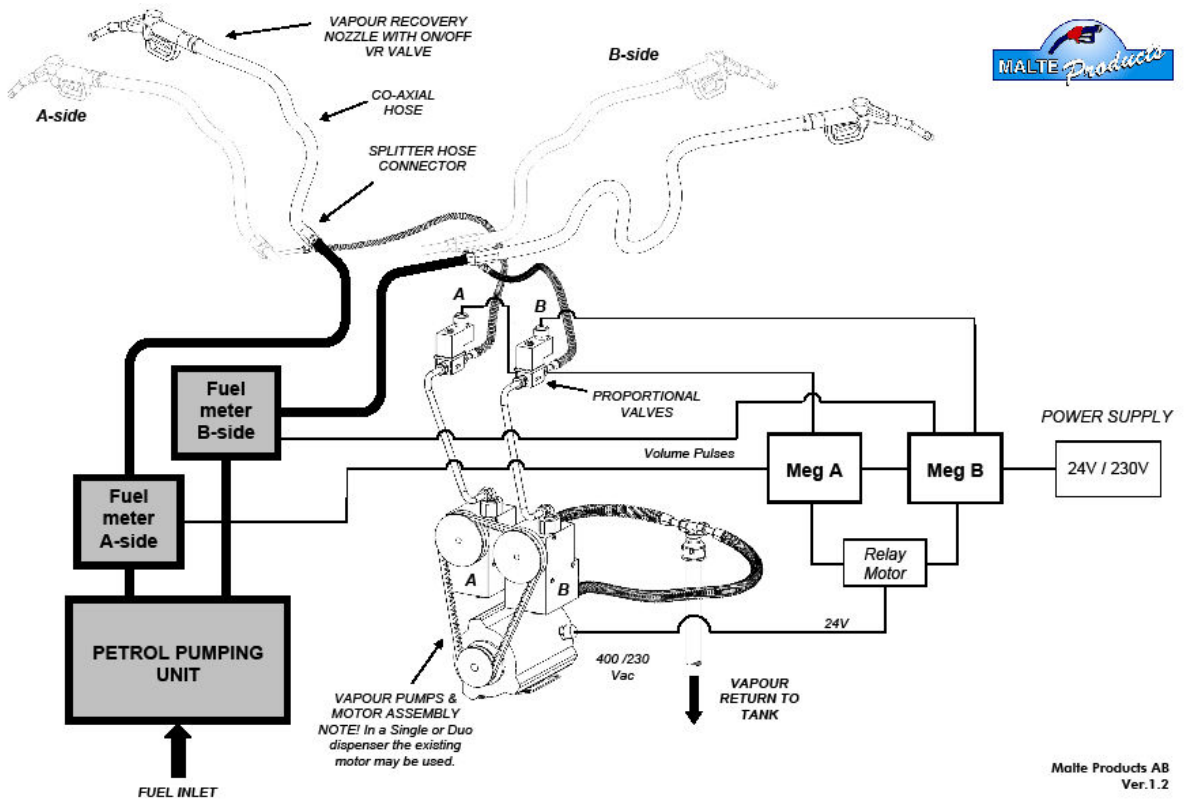 VAPOUR RECOVERY
NOZZLE WITH ON/OFF
VR VALVE
B-side
MALTE Products
A-side
CO-AXIAL
HOSE
SPLITTER HOSE
CONNECTOR
A
B
PROPORTIONAL
VALVES
Fuel
meter
B-side
POWER SUPPLY
Volume Pulses
Meg A
Meg B
24V / 230V
Fuel
meter
A-side
Relay
Motor
A
B
24V
PETROL PUMPING
UNIT
400 /230
Vac
VAPOUR PUMPS &
MOTOR ASSEMBLY
NOTE! In a Single or Duo
dispenser the existing
motor may be used.
VAPOUR
RETURN TO
TANK
FUEL INLET
Malte Products AB
Ver.1.2